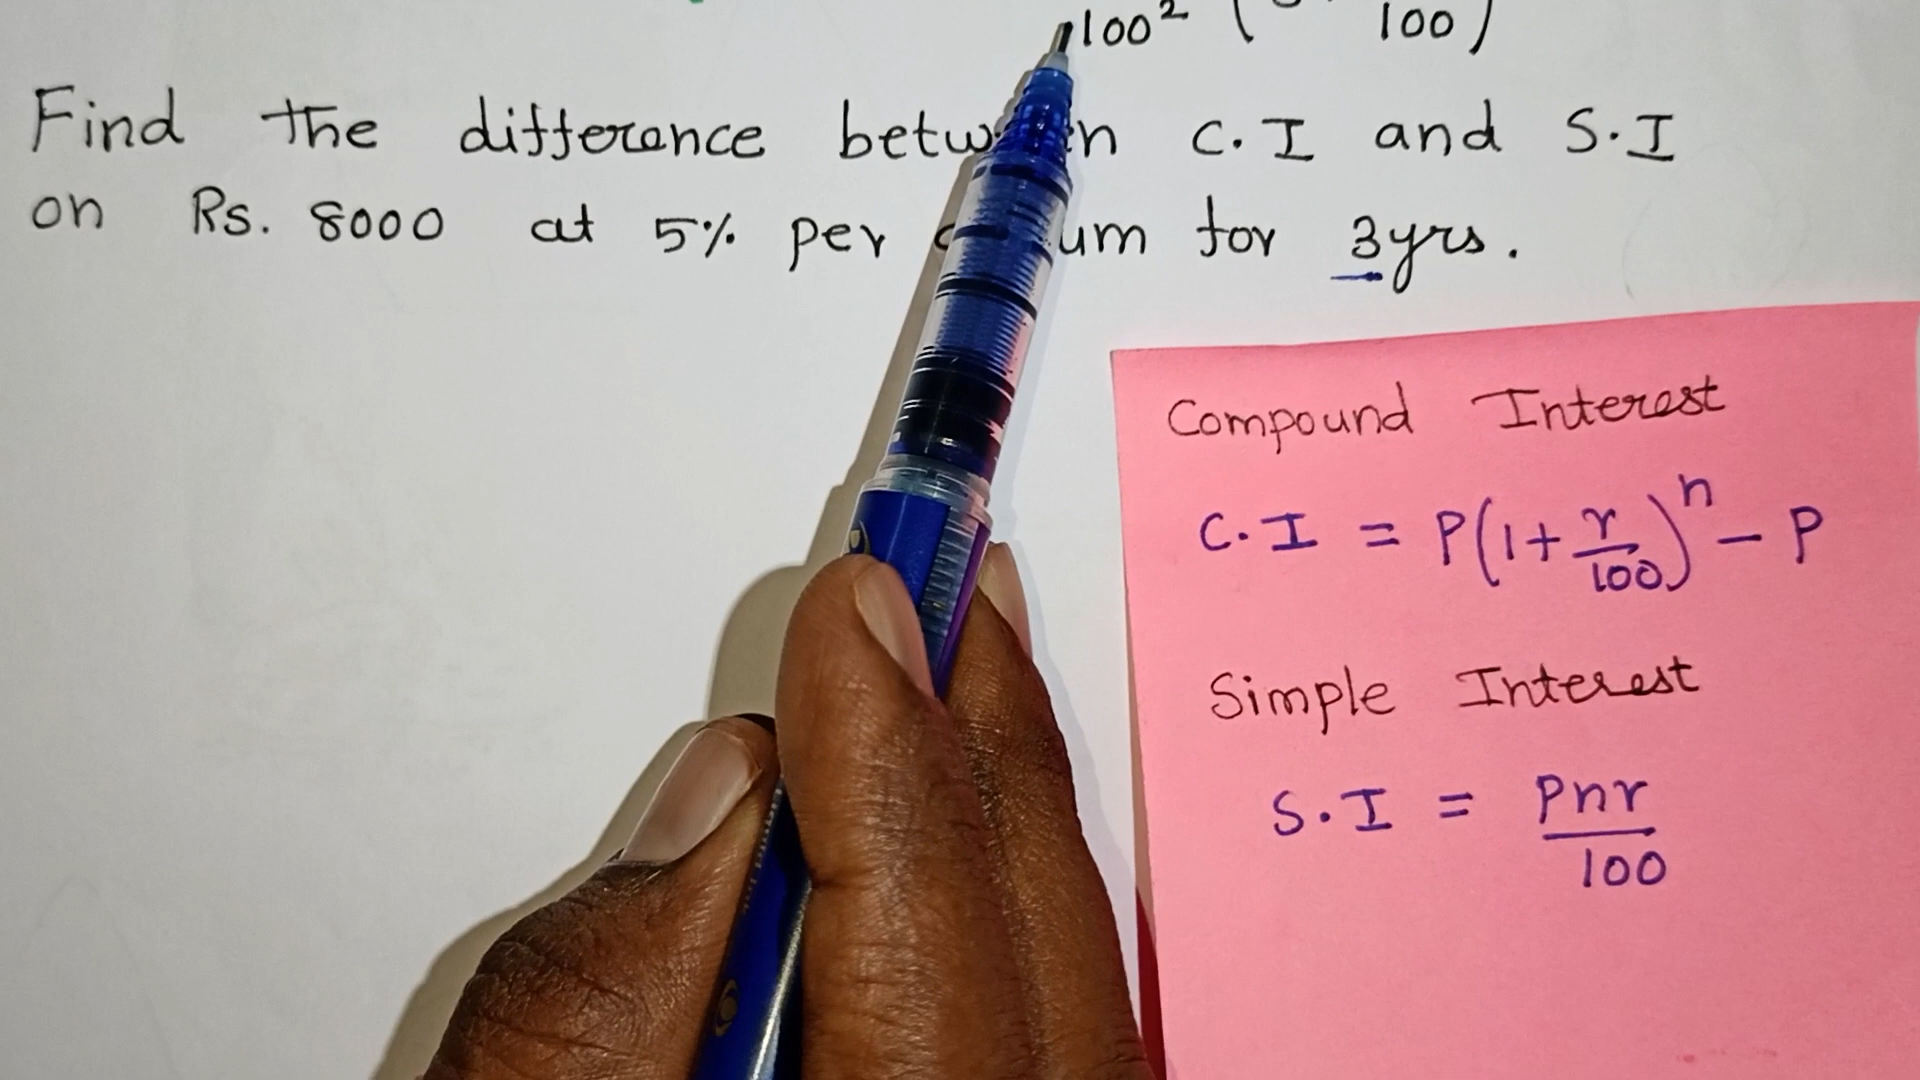 100² ( 100 )
Find the difference between C.I and S.I
on Rs. 8000 at 5% per um for 3yrs.
Compound Interest
C.I = P(1+r/100)ⁿ - P
Simple Interest
S.I = Pnr/100